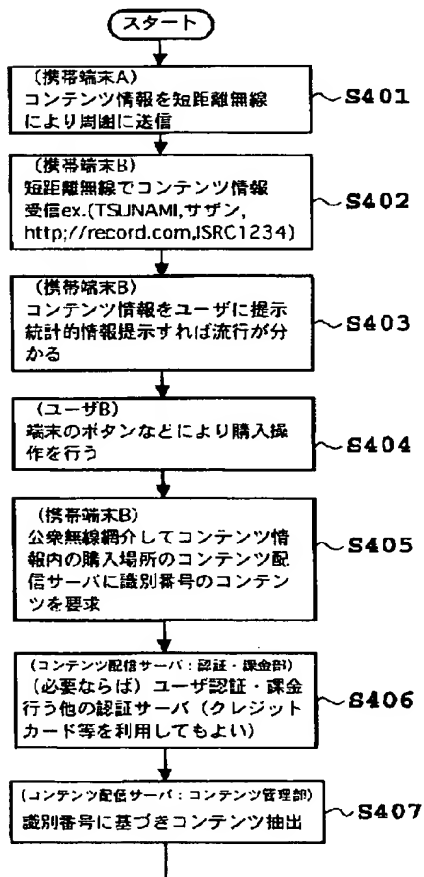 スタート
(携帯端末A)
コンテンツ情報を短距離無線
により周囲に送信
S401
(携帯端末B)
短距離無線でコンテンツ情報
受信ex.(TSUNAMI,サザン,
http;//record.com,ISRC1234)
S402
(携帯端末B)
コンテンツ情報をユーザに提示
統計的情報提示すれば流行が分
かる
S403
(ユーザB)
端末のボタンなどにより購入操
作を行う
S404
(携帯端末B)
公衆無線網介してコンテンツ情
報内の購入場所のコンテンツ配
信サーバに識別番号のコンテン
ツを要求
S405
(コンテンツ配信サーバ:認証・課金部)
(必要ならば)ユーザ認証・課金
行う他の認証サーバ(クレジット
カード等を利用してもよい)
S406
(コンテンツ配信サーバ:コンテンツ管理部)
識別番号に基づきコンテンツ抽出
S407